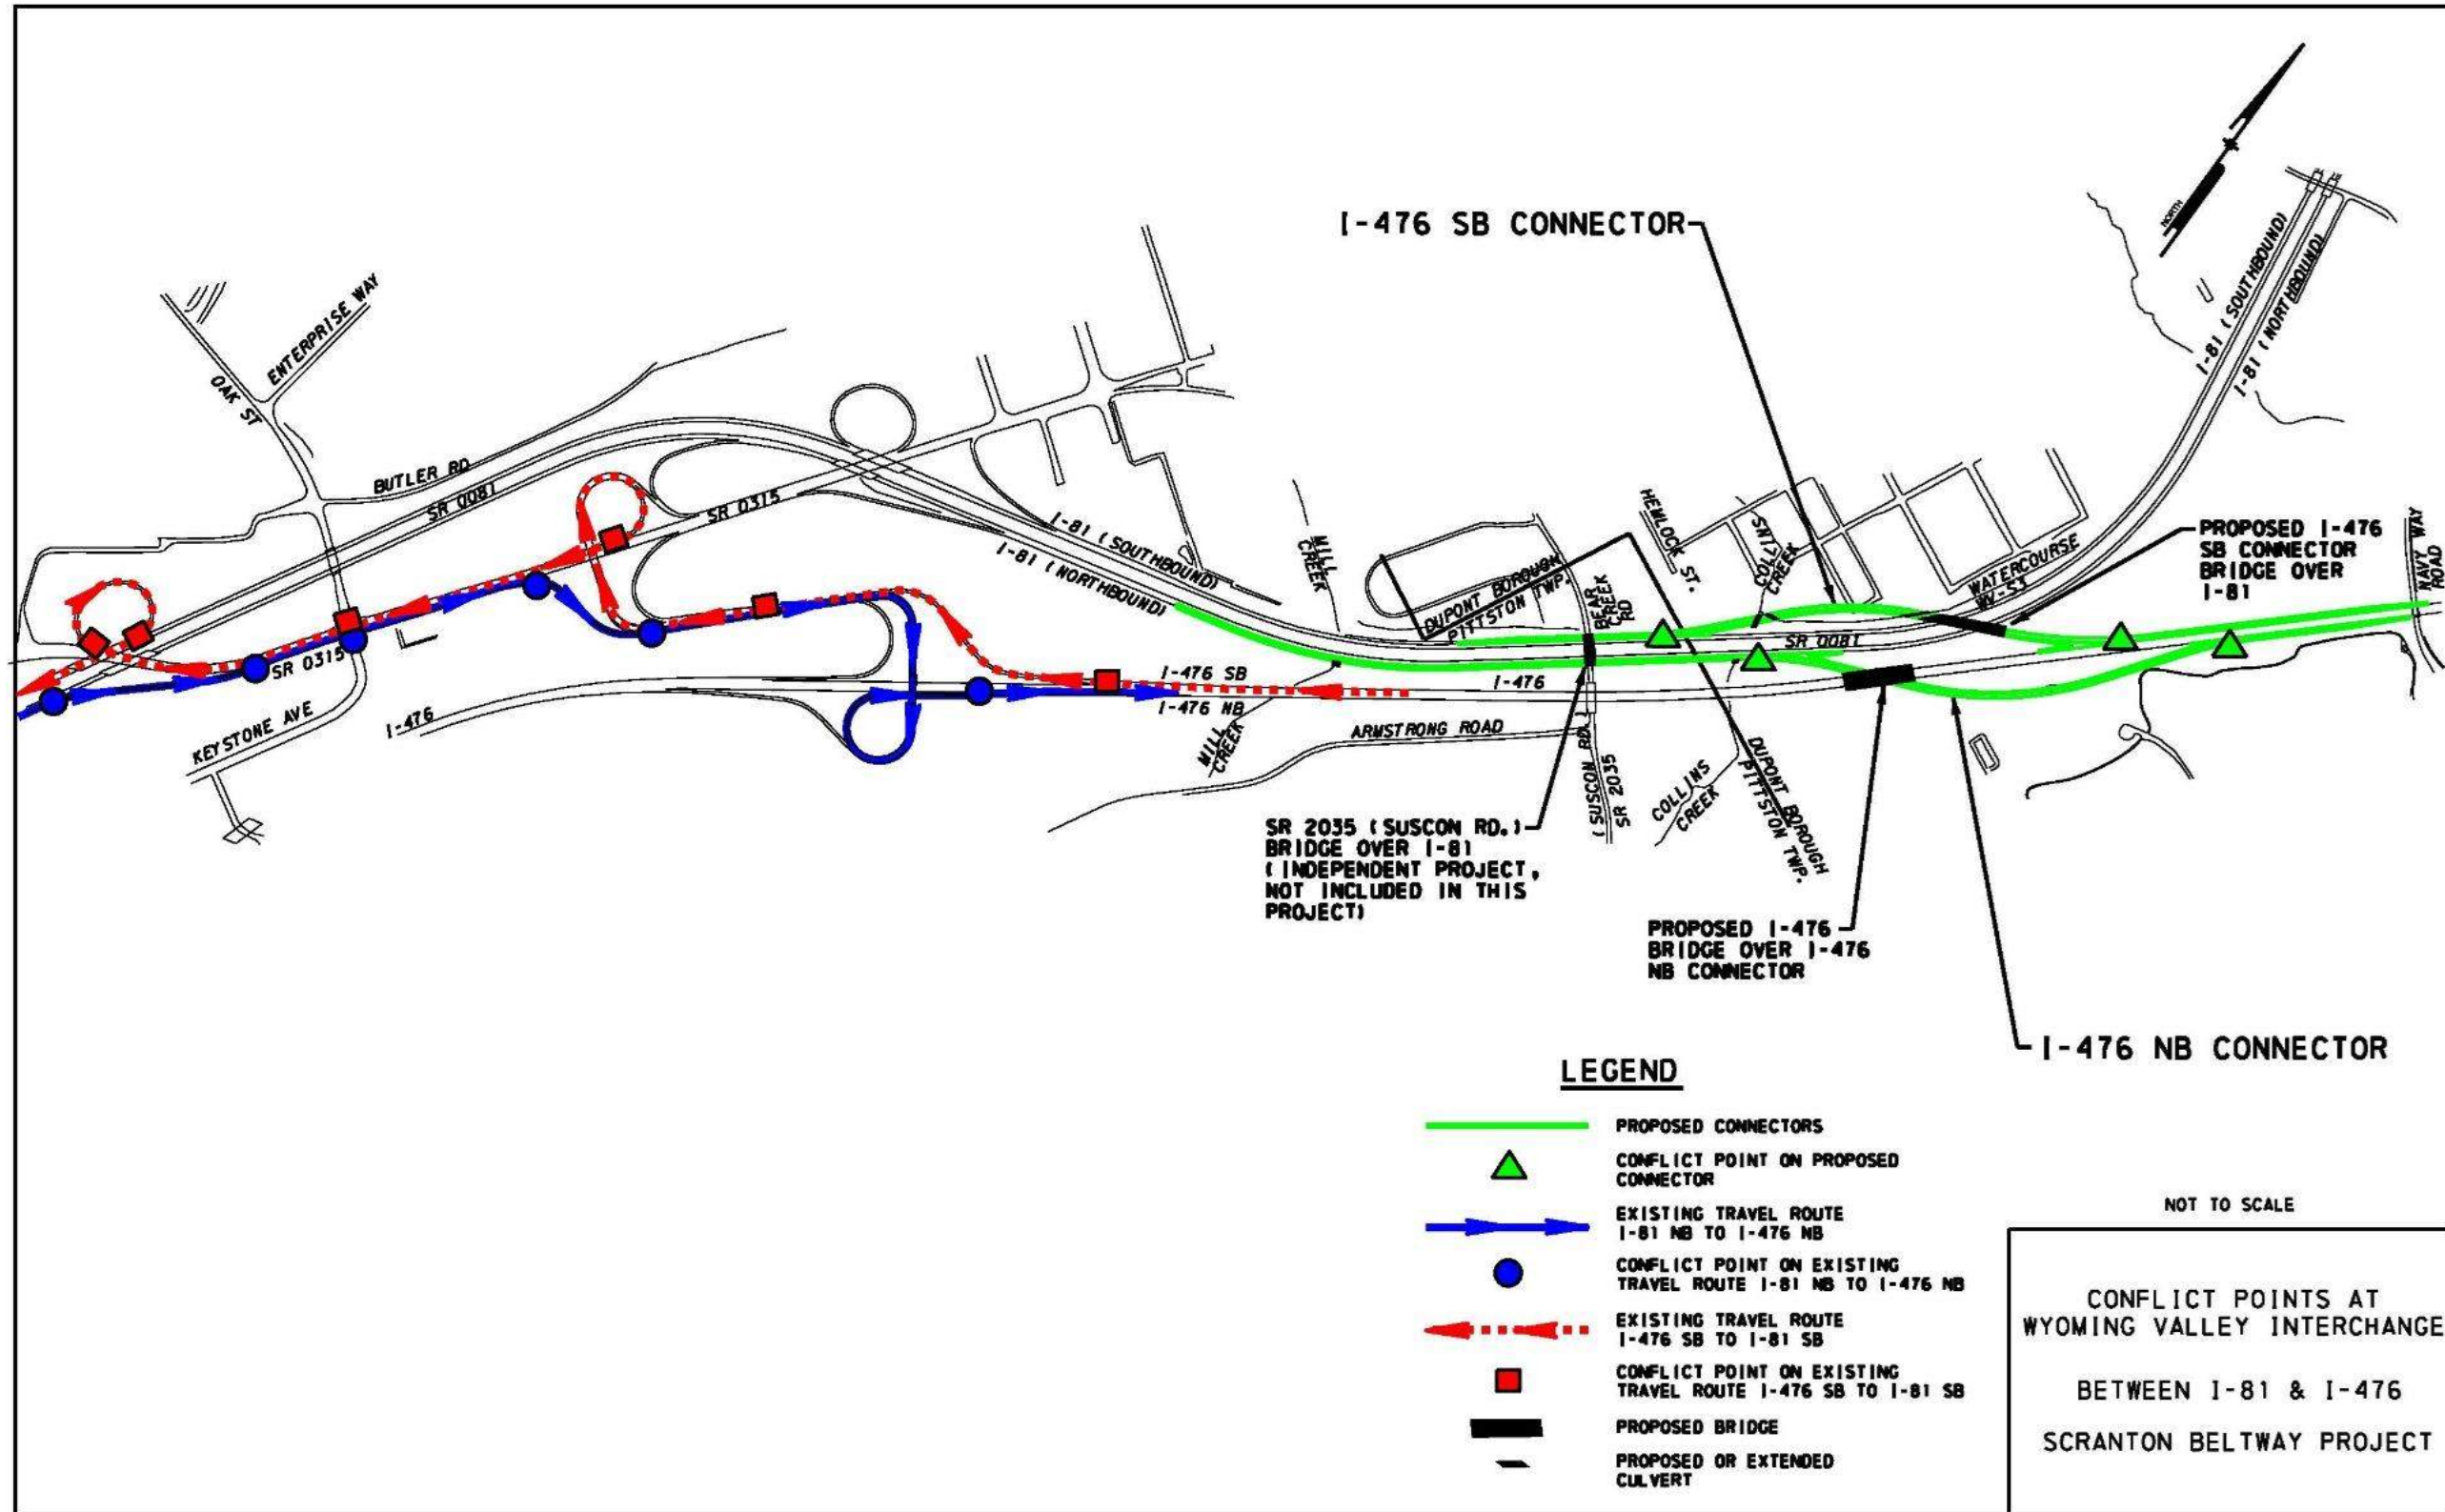 I-476 SB CONNECTOR
NORTH
I-81 (SOUTHBOUND)
I-81 (NORTHBOUND)
ENTERPRISE WAY
OAK ST
BUTLER RD
SR 0081
SR 0315
SR 0315
KEYSTONE AVE
I-476
I-81 (SOUTHBOUND)
I-81 (NORTHBOUND)
MILL
CREEK
DUPONT BOROUGH
PITTSTON TWP.
BEAR
CREEK
RD
HEMLOCK ST.
COLLINS
CREEK
WATERCOURSE
WV-53
SR 0081
PROPOSED I-476
SB CONNECTOR
BRIDGE OVER
I-81
NAVY WAY
ROAD
I-476 SB
I-476 NB
I-476
MILL
CREEK
ARMSTRONG ROAD
(SUSCON RD.)
SR 2035
COLLINS
CREEK
DUPONT BOROUGH
PITTSTON TWP.
SR 2035 (SUSCON RD.)
BRIDGE OVER I-81
(INDEPENDENT PROJECT,
NOT INCLUDED IN THIS
PROJECT)
PROPOSED I-476
BRIDGE OVER I-476
NB CONNECTOR
I-476 NB CONNECTOR
LEGEND
PROPOSED CONNECTORS
CONFLICT POINT ON PROPOSED
CONNECTOR
EXISTING TRAVEL ROUTE
I-81 NB TO I-476 NB
CONFLICT POINT ON EXISTING
TRAVEL ROUTE I-81 NB TO I-476 NB
EXISTING TRAVEL ROUTE
I-476 SB TO I-81 SB
CONFLICT POINT ON EXISTING
TRAVEL ROUTE I-476 SB TO I-81 SB
PROPOSED BRIDGE
PROPOSED OR EXTENDED
CULVERT
NOT TO SCALE
CONFLICT POINTS AT
WYOMING VALLEY INTERCHANGE
BETWEEN I-81 & I-476
SCRANTON BELTWAY PROJECT